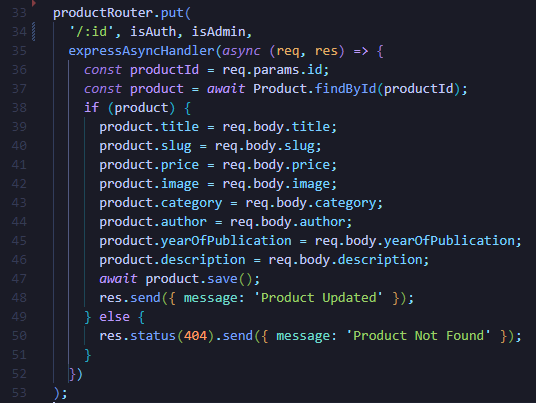 33 productRouter.put(
34   '/:id', isAuth, isAdmin,
35   expressAsyncHandler(async (req, res) => {
36     const productId = req.params.id;
37     const product = await Product.findById(productId);
38     if (product) {
39       product.title = req.body.title;
40       product.slug = req.body.slug;
41       product.price = req.body.price;
42       product.image = req.body.image;
43       product.category = req.body.category;
44       product.author = req.body.author;
45       product.yearOfPublication = req.body.yearOfPublication;
46       product.description = req.body.description;
47       await product.save();
48       res.send({ message: 'Product Updated' });
49     } else {
50       res.status(404).send({ message: 'Product Not Found' });
51     }
52   })
53 );